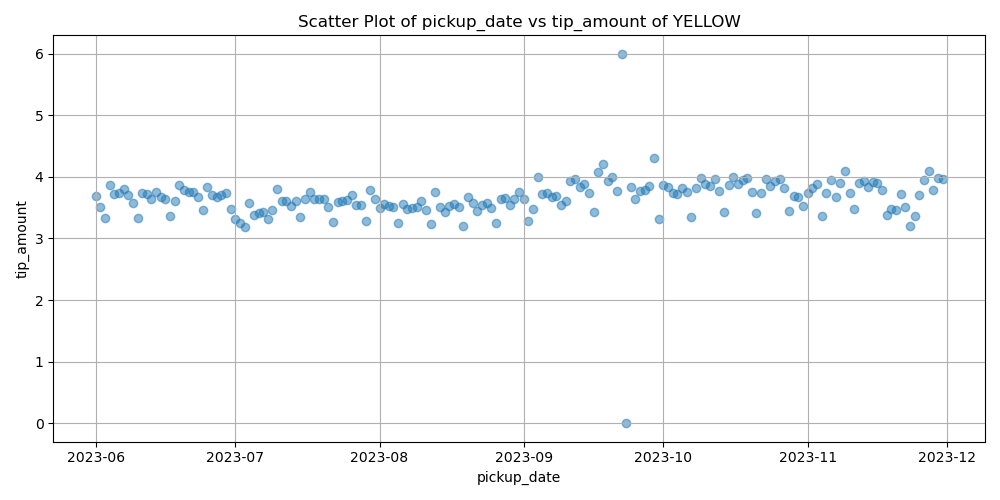 Scatter Plot of pickup_date vs tip_amount of YELLOW
6
5
4
3
2
1
0
tip_amount
2023-06 2023-07 2023-08 2023-09 2023-10 2023-11 2023-12
pickup_date